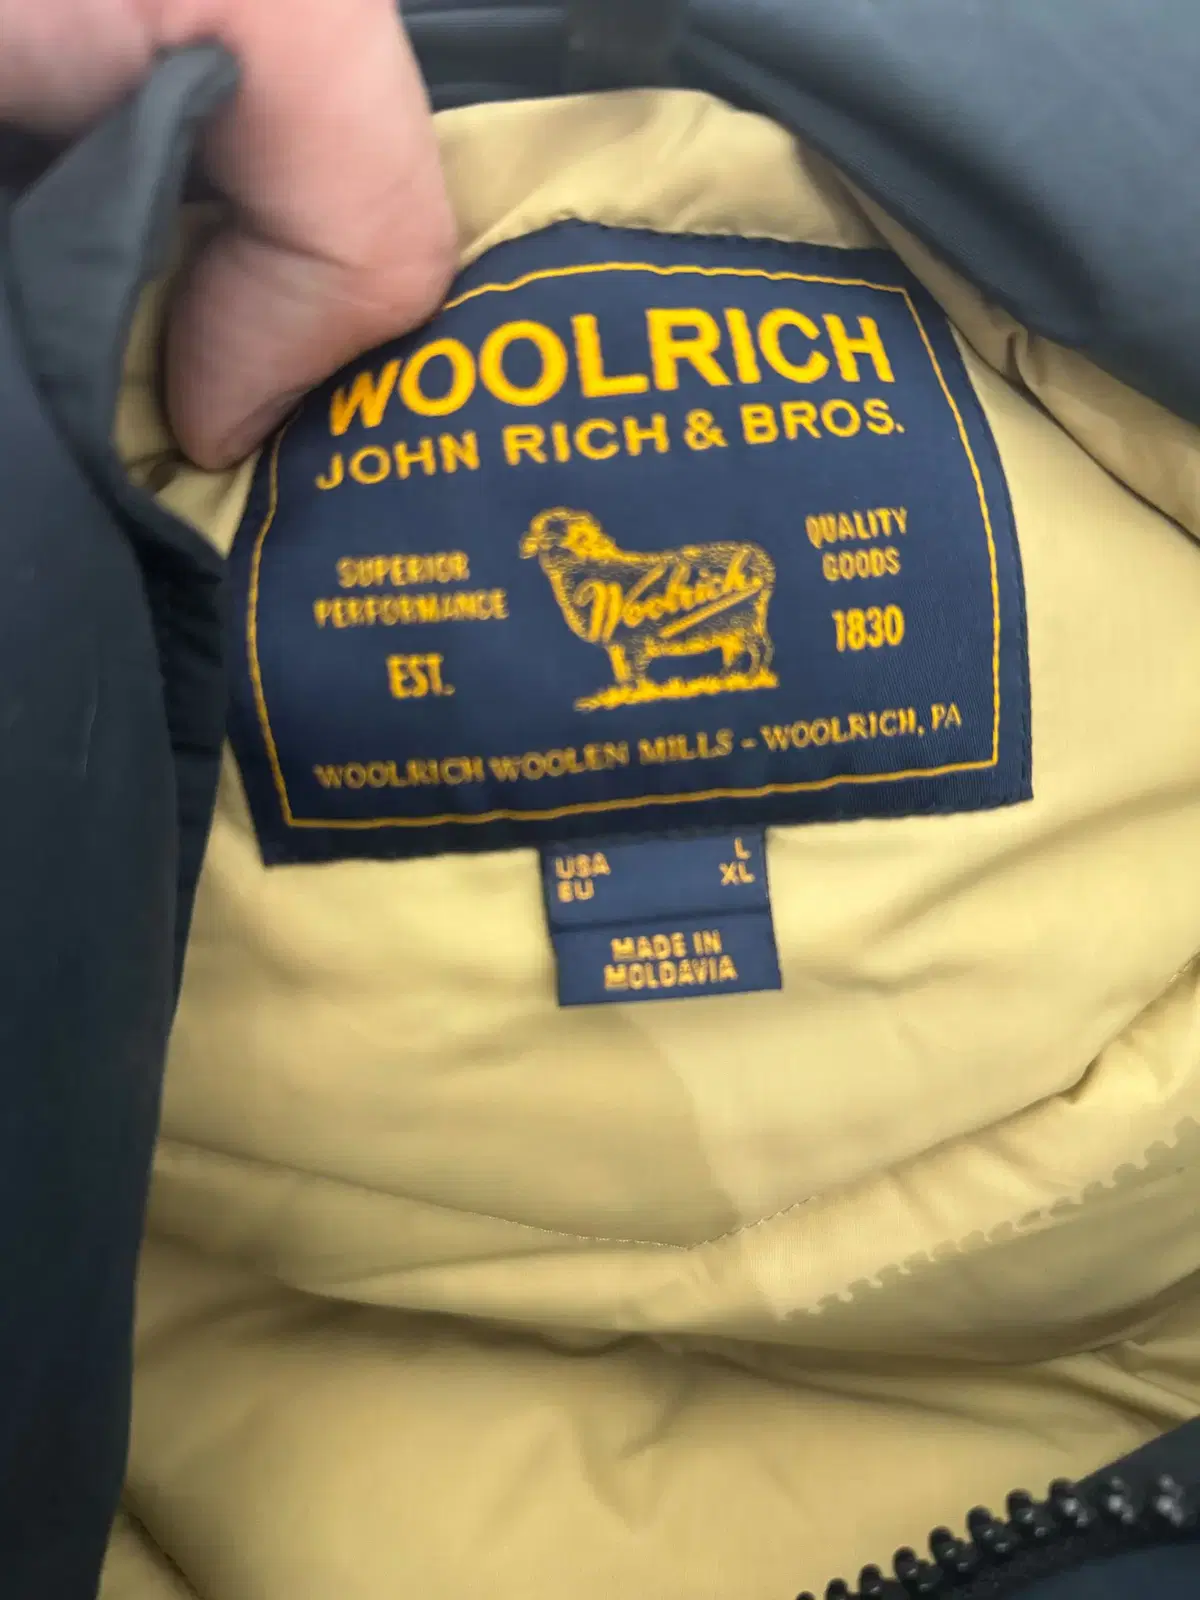 WOOLRICH
JOHN RICH & BROS.
SUPERIOR
PERFORMANCE
EST.
Woolrich
QUALITY
GOODS
1830
WOOLRICH WOOLEN MILLS - WOOLRICH, PA
USA L
EU XL
MADE IN
MOLDAVIA